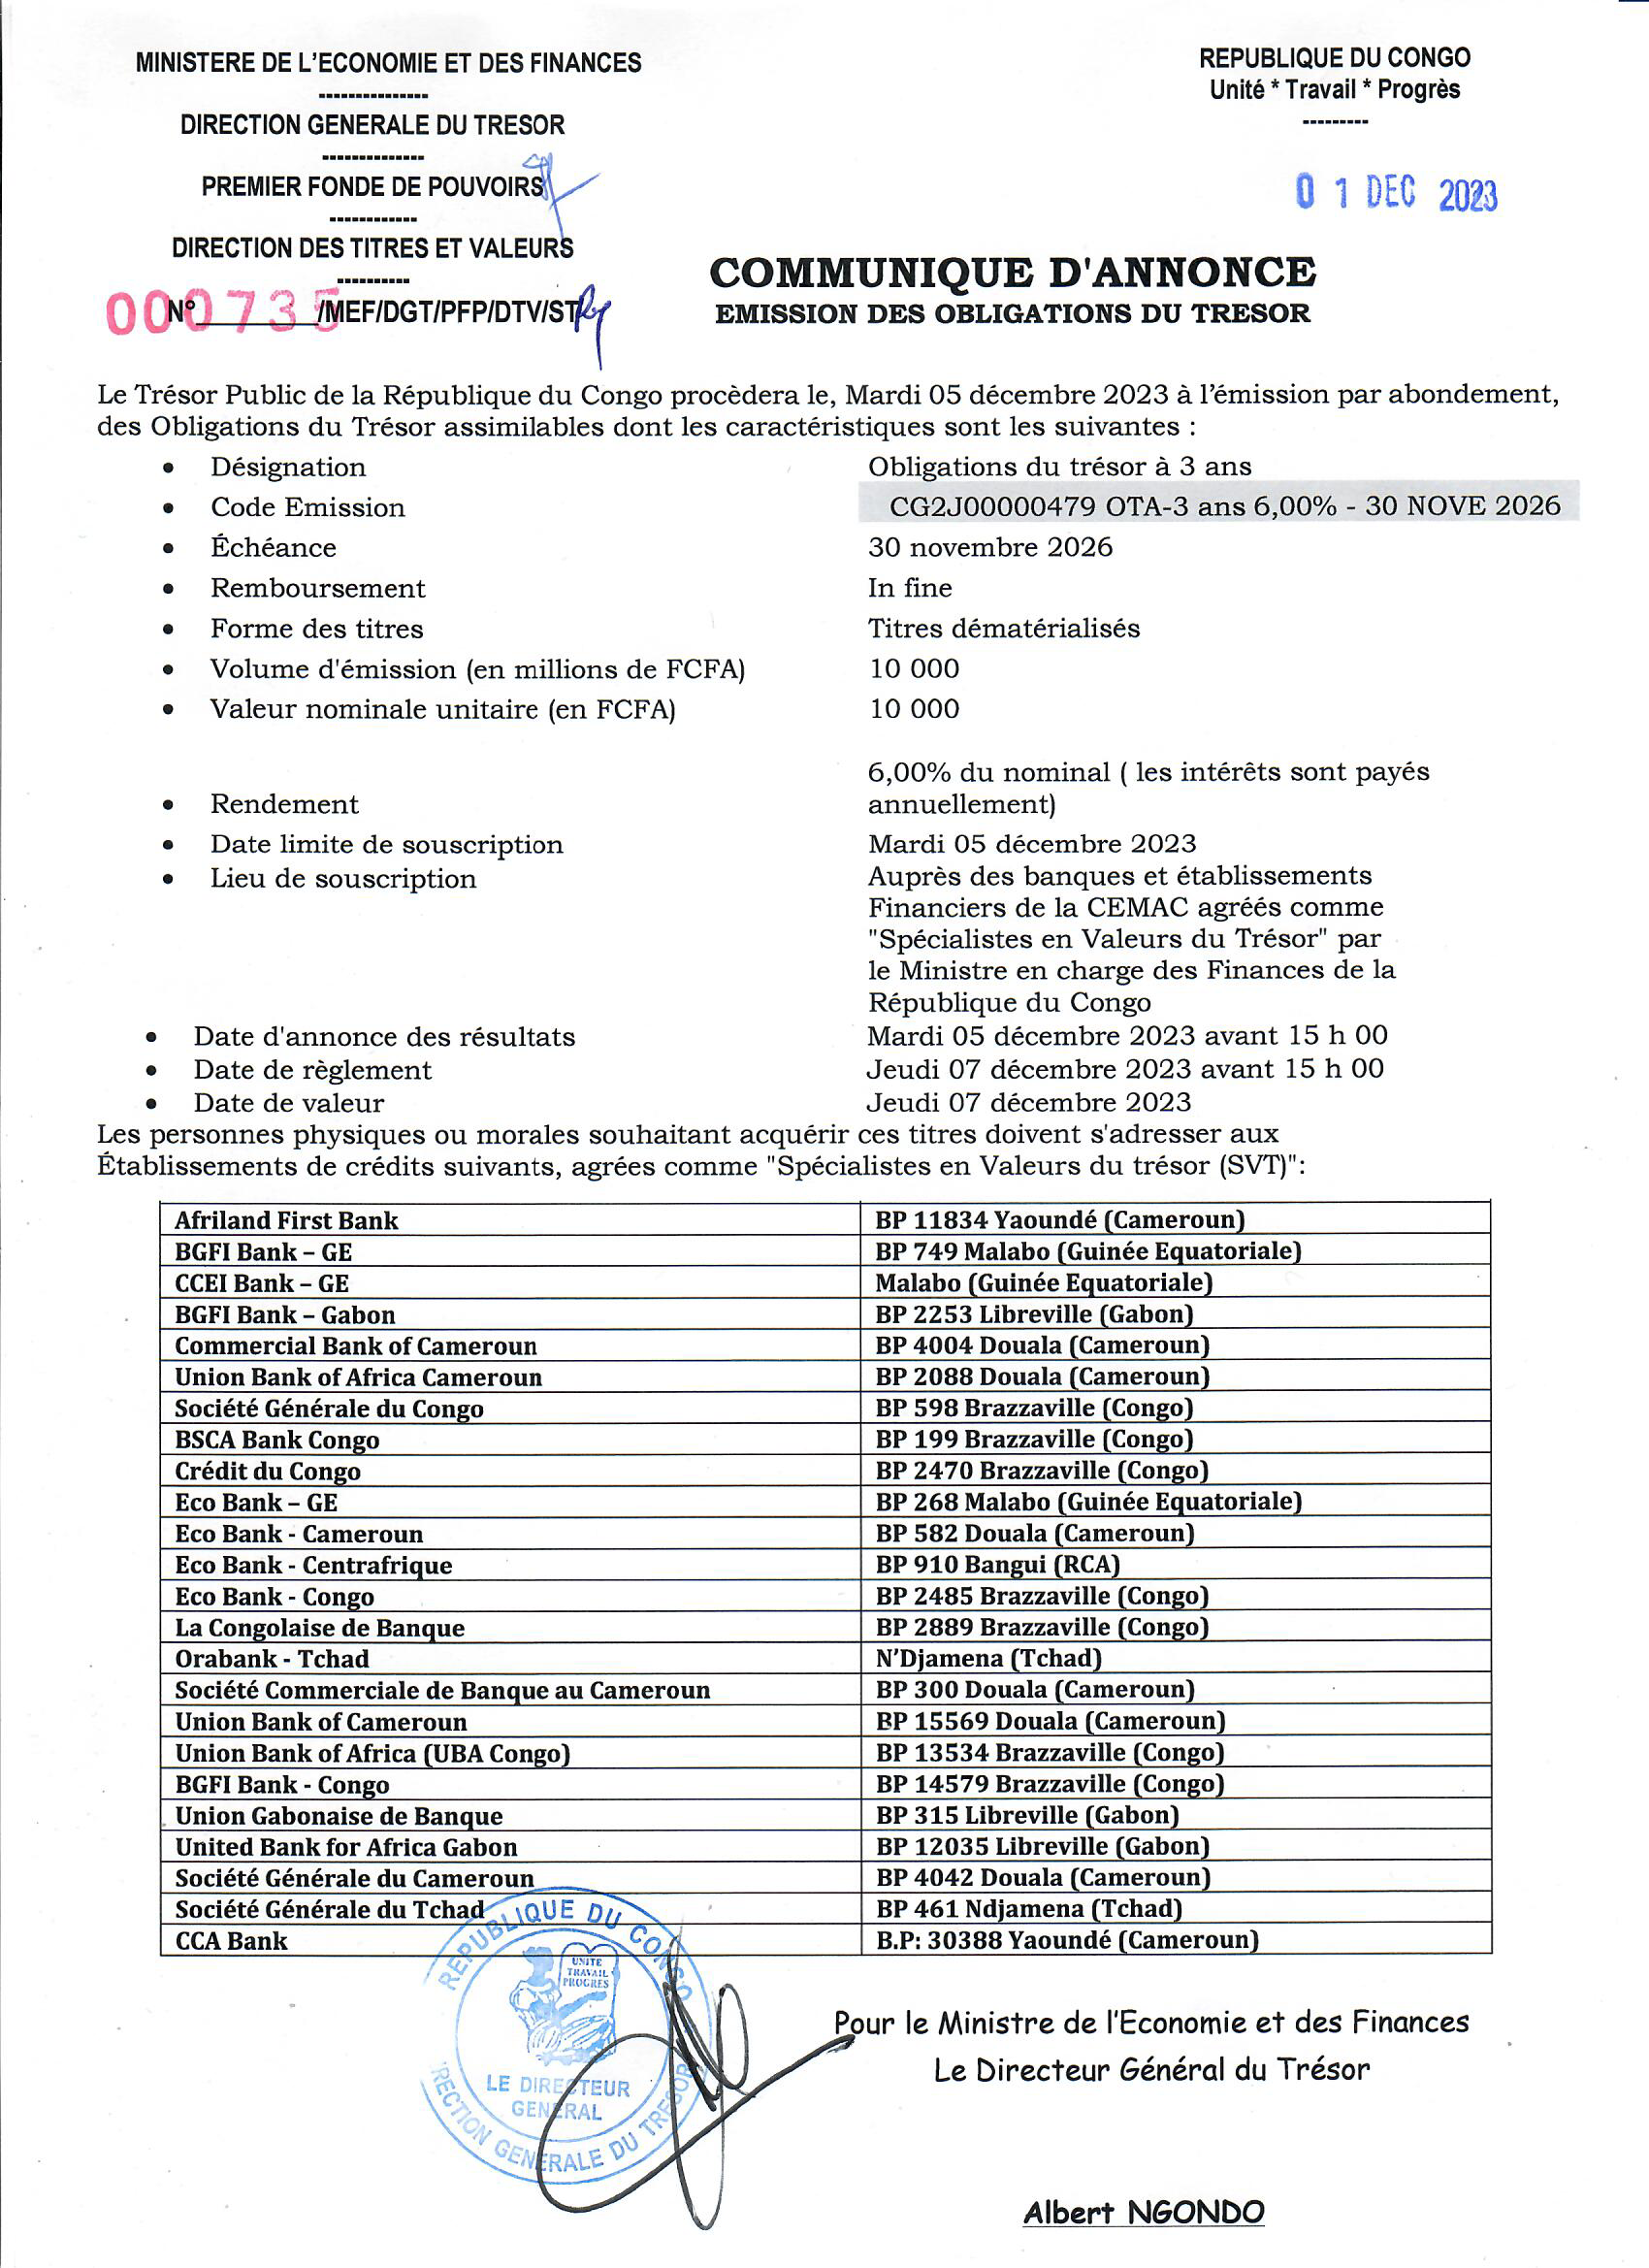 MINISTERE DE L'ECONOMIE ET DES FINANCES
---------------
DIRECTION GENERALE DU TRESOR
--------------
PREMIER FONDE DE POUVOIRS
------------
DIRECTION DES TITRES ET VALEURS
----------
000735
N°_________/MEF/DGT/PFP/DTV/ST
REPUBLIQUE DU CONGO
Unité * Travail * Progrès
---------
0 1 DEC 2023
COMMUNIQUE D'ANNONCE
EMISSION DES OBLIGATIONS DU TRESOR
Le Trésor Public de la République du Congo procèdera le, Mardi 05 décembre 2023 à l'émission par abondement,
des Obligations du Trésor assimilables dont les caractéristiques sont les suivantes :
• Désignation Obligations du trésor à 3 ans
• Code Emission CG2J00000479 OTA-3 ans 6,00% - 30 NOVE 2026
• Échéance 30 novembre 2026
• Remboursement In fine
• Forme des titres Titres dématérialisés
• Volume d'émission (en millions de FCFA) 10 000
• Valeur nominale unitaire (en FCFA) 10 000
6,00% du nominal ( les intérêts sont payés
• Rendement annuellement)
• Date limite de souscription Mardi 05 décembre 2023
• Lieu de souscription Auprès des banques et établissements
Financiers de la CEMAC agréés comme
"Spécialistes en Valeurs du Trésor" par
le Ministre en charge des Finances de la
République du Congo
• Date d'annonce des résultats Mardi 05 décembre 2023 avant 15 h 00
• Date de règlement Jeudi 07 décembre 2023 avant 15 h 00
• Date de valeur Jeudi 07 décembre 2023
Les personnes physiques ou morales souhaitant acquérir ces titres doivent s'adresser aux
Établissements de crédits suivants, agrées comme "Spécialistes en Valeurs du trésor (SVT)":
Afriland First Bank BP 11834 Yaoundé (Cameroun)
BGFI Bank – GE BP 749 Malabo (Guinée Equatoriale)
CCEI Bank – GE Malabo (Guinée Equatoriale)
BGFI Bank – Gabon BP 2253 Libreville (Gabon)
Commercial Bank of Cameroun BP 4004 Douala (Cameroun)
Union Bank of Africa Cameroun BP 2088 Douala (Cameroun)
Société Générale du Congo BP 598 Brazzaville (Congo)
BSCA Bank Congo BP 199 Brazzaville (Congo)
Crédit du Congo BP 2470 Brazzaville (Congo)
Eco Bank – GE BP 268 Malabo (Guinée Equatoriale)
Eco Bank - Cameroun BP 582 Douala (Cameroun)
Eco Bank - Centrafrique BP 910 Bangui (RCA)
Eco Bank - Congo BP 2485 Brazzaville (Congo)
La Congolaise de Banque BP 2889 Brazzaville (Congo)
Orabank - Tchad N'Djamena (Tchad)
Société Commerciale de Banque au Cameroun BP 300 Douala (Cameroun)
Union Bank of Cameroun BP 15569 Douala (Cameroun)
Union Bank of Africa (UBA Congo) BP 13534 Brazzaville (Congo)
BGFI Bank - Congo BP 14579 Brazzaville (Congo)
Union Gabonaise de Banque BP 315 Libreville (Gabon)
United Bank for Africa Gabon BP 12035 Libreville (Gabon)
Société Générale du Cameroun BP 4042 Douala (Cameroun)
Société Générale du Tchad BP 461 Ndjamena (Tchad)
CCA Bank B.P: 30388 Yaoundé (Cameroun)
REPUBLIQUE DU CONGO
UNITE
TRAVAIL
PROGRES
LE DIRECTEUR
GENERAL
RECTION GENERALE DU TRESOR
Pour le Ministre de l'Economie et des Finances
Le Directeur Général du Trésor
Albert NGONDO